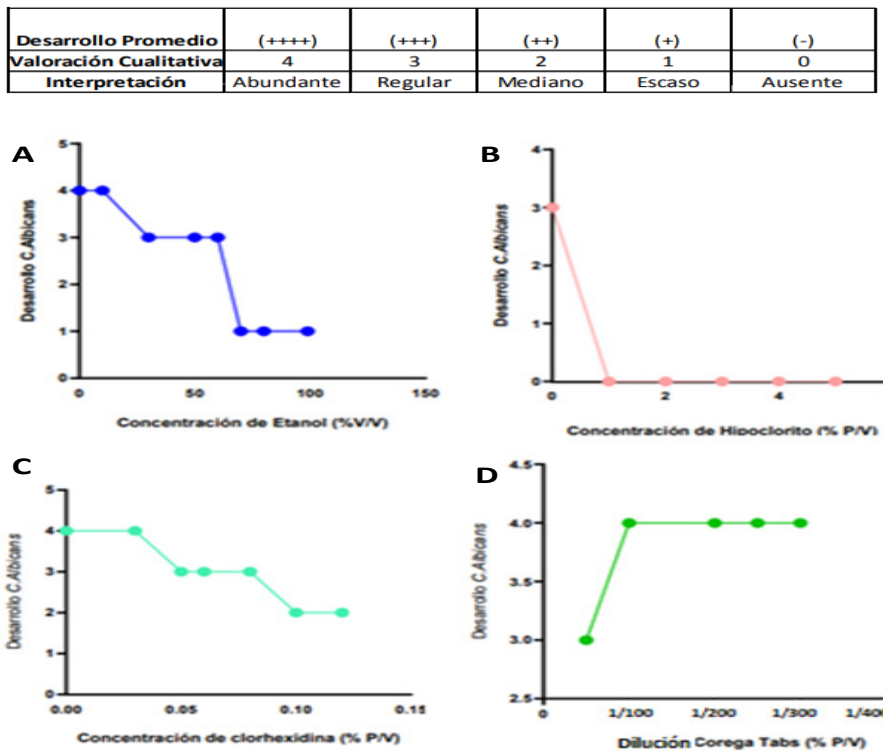 Desarrollo Promedio (++++) (+++) (++) (+) (-)
Valoración Cualitativa 4 3 2 1 0
Interpretación Abundante Regular Mediano Escaso Ausente
A
5
4
3
2
1
0
Desarrollo C.Albicans
0 50 100 150
Concentración de Etanol (%V/V)
B
4
3
2
1
0
Desarrollo C.Albicans
0 2 4
Concentración de Hipoclorito (% P/V)
C
5
4
3
2
1
0
Desarrollo C.Albicans
0.00 0.05 0.10 0.15
Concentración de clorhexidina (% P/V)
D
4.5
4.0
3.5
3.0
2.5
Desarrollo C.Albicans
0 1/100 1/200 1/300 1/400
Dilución Corega Tabs (% P/V)